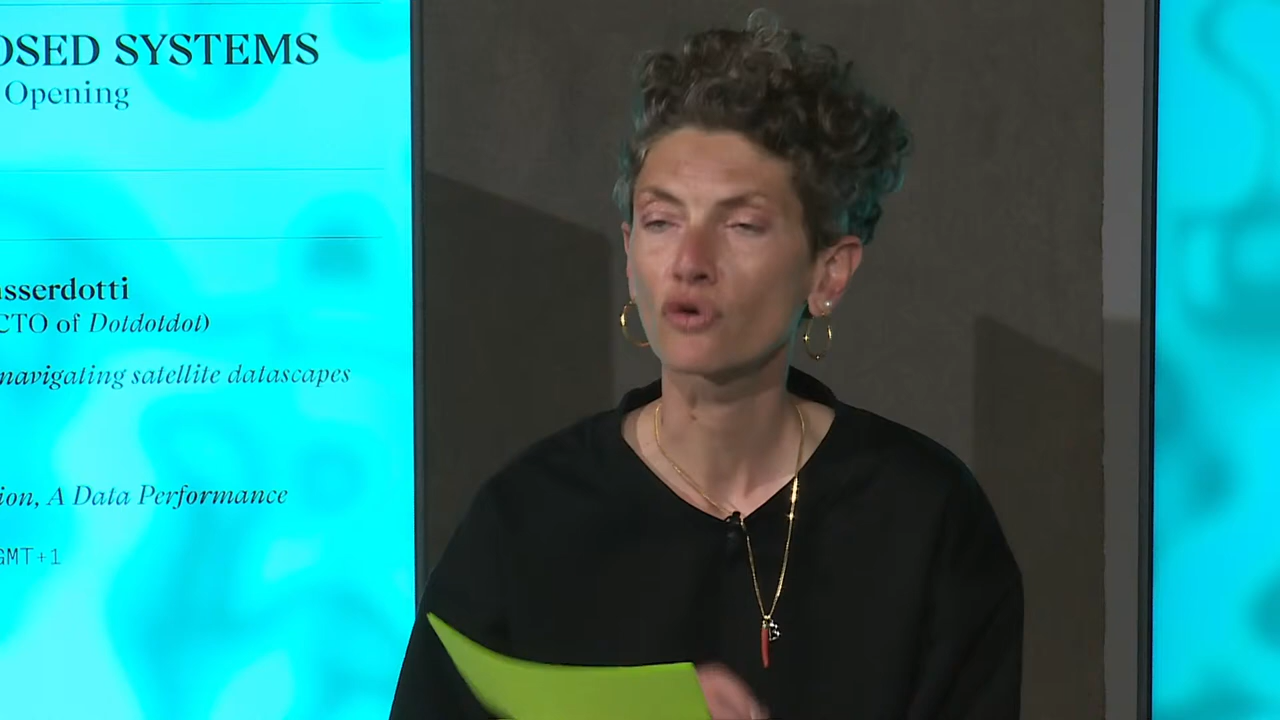 OSED SYSTEMS
Opening
asserdotti
CTO of Dotdotdot)
navigating satellite datascapes
ion, A Data Performance
GMT+1